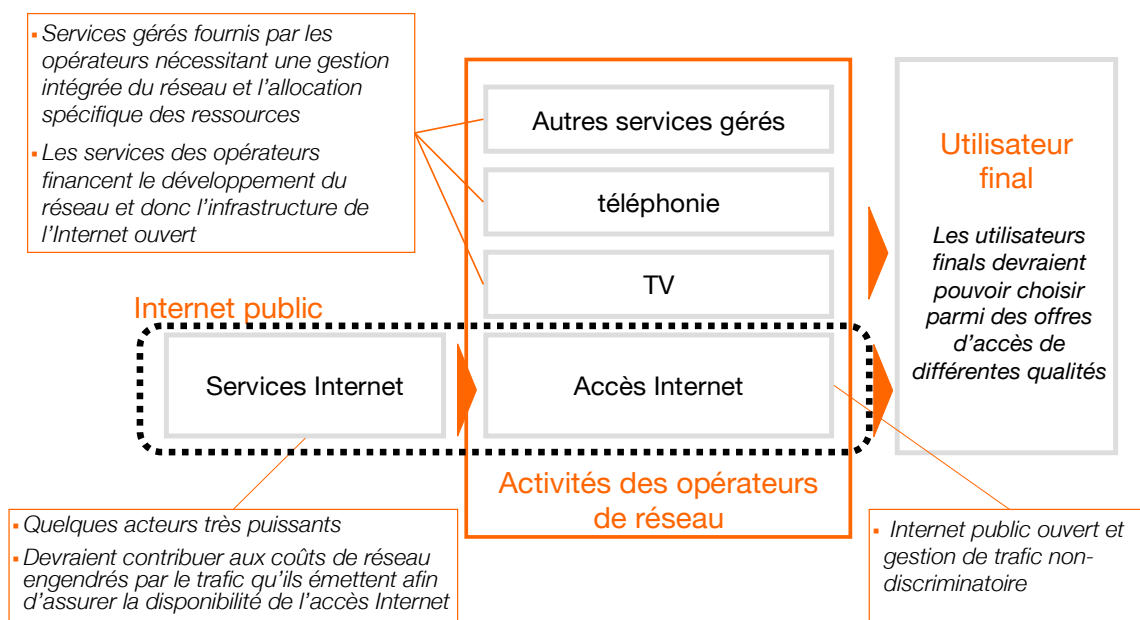 ▪ Services gérés fournis par les
opérateurs nécessitant une gestion
intégrée du réseau et l'allocation
spécifique des ressources
▪ Les services des opérateurs
financent le développement du
réseau et donc l'infrastructure de
l'Internet ouvert
Autres services gérés
téléphonie
TV
Utilisateur
final
Les utilisateurs
finals devraient
pouvoir choisir
parmi des offres
d'accès de
différentes qualités
Internet public
Services Internet
Accès Internet
Activités des opérateurs
de réseau
▪ Quelques acteurs très puissants
▪ Devraient contribuer aux coûts de réseau
engendrés par le trafic qu'ils émettent afin
d'assurer la disponibilité de l'accès Internet
▪ Internet public ouvert et
gestion de trafic non-
discriminatoire